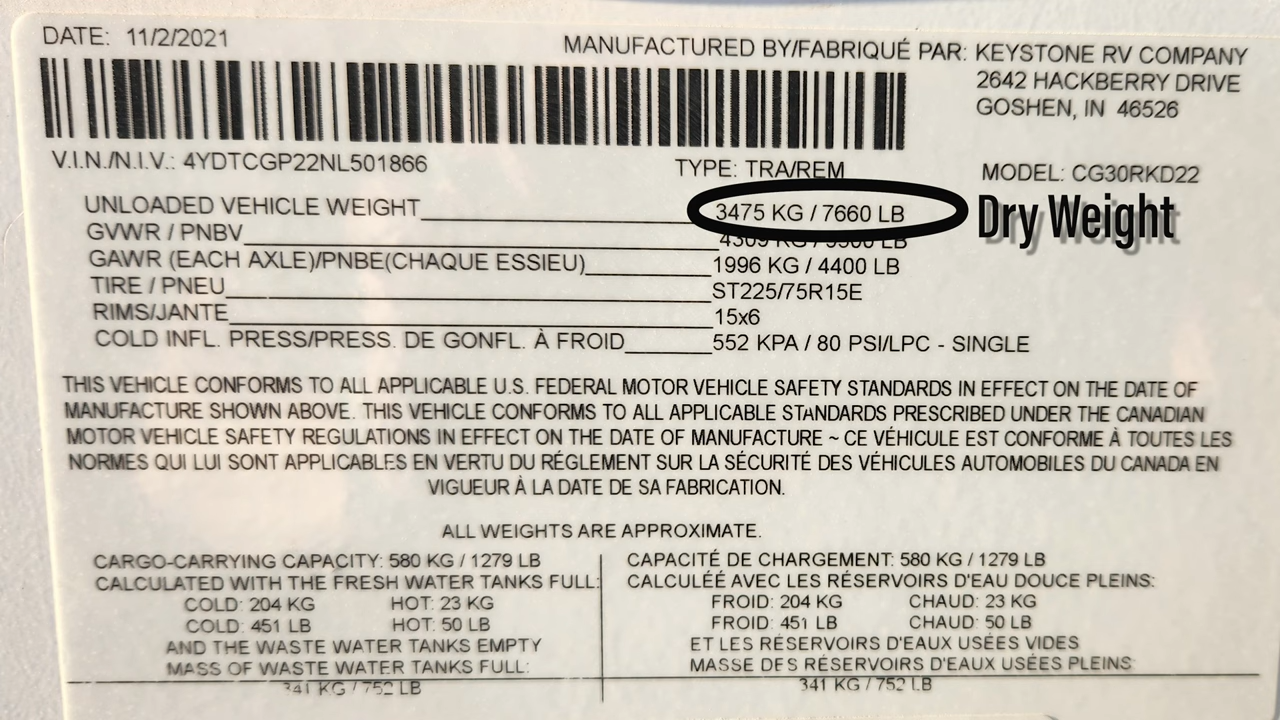 DATE: 11/2/2021
MANUFACTURED BY/FABRIQUÉ PAR: KEYSTONE RV COMPANY
2642 HACKBERRY DRIVE
GOSHEN, IN 46526
V.I.N./N.I.V.: 4YDTCGP22NL501866 TYPE: TRA/REM MODEL: CG30RKD22
UNLOADED VEHICLE WEIGHT 3475 KG / 7660 LB Dry Weight
GVWR / PNBV 4309 KG / 9500 LB
GAWR (EACH AXLE)/PNBE(CHAQUE ESSIEU) 1996 KG / 4400 LB
TIRE / PNEU ST225/75R15E
RIMS/JANTE 15x6
COLD INFL. PRESS/PRESS. DE GONFL. À FROID 552 KPA / 80 PSI/LPC - SINGLE
THIS VEHICLE CONFORMS TO ALL APPLICABLE U.S. FEDERAL MOTOR VEHICLE SAFETY STANDARDS IN EFFECT ON THE DATE OF
MANUFACTURE SHOWN ABOVE. THIS VEHICLE CONFORMS TO ALL APPLICABLE STANDARDS PRESCRIBED UNDER THE CANADIAN
MOTOR VEHICLE SAFETY REGULATIONS IN EFFECT ON THE DATE OF MANUFACTURE ~ CE VÉHICULE EST CONFORME À TOUTES LES
NORMES QUI LUI SONT APPLICABLES EN VERTU DU RÉGLEMENT SUR LA SÉCURITÉ DES VÉHICULES AUTOMOBILES DU CANADA EN
VIGUEUR À LA DATE DE SA FABRICATION.
ALL WEIGHTS ARE APPROXIMATE.
CARGO-CARRYING CAPACITY: 580 KG / 1279 LB
CALCULATED WITH THE FRESH WATER TANKS FULL:
COLD: 204 KG HOT: 23 KG
COLD: 451 LB HOT: 50 LB
AND THE WASTE WATER TANKS EMPTY
MASS OF WASTE WATER TANKS FULL:
341 KG / 752 LB
CAPACITÉ DE CHARGEMENT: 580 KG / 1279 LB
CALCULÉÉ AVEC LES RÉSERVOIRS D'EAU DOUCE PLEINS:
FROID: 204 KG CHAUD: 23 KG
FROID: 451 LB CHAUD: 50 LB
ET LES RÉSERVOIRS D'EAUX USÉES VIDES
MASSE DES RÉSERVOIRS D'EAUX USÉES PLEINS
341 KG / 752 LB